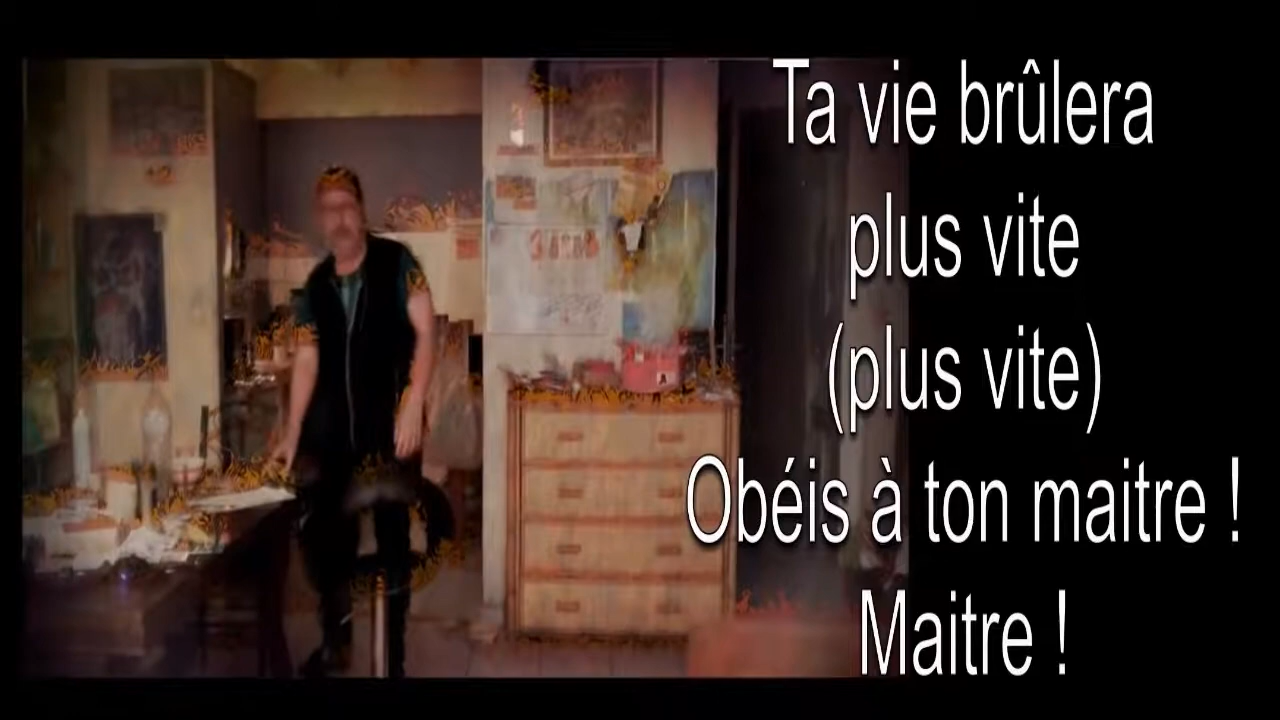 Ta vie brûlera
plus vite
(plus vite)
Obéis à ton maitre !
Maitre !